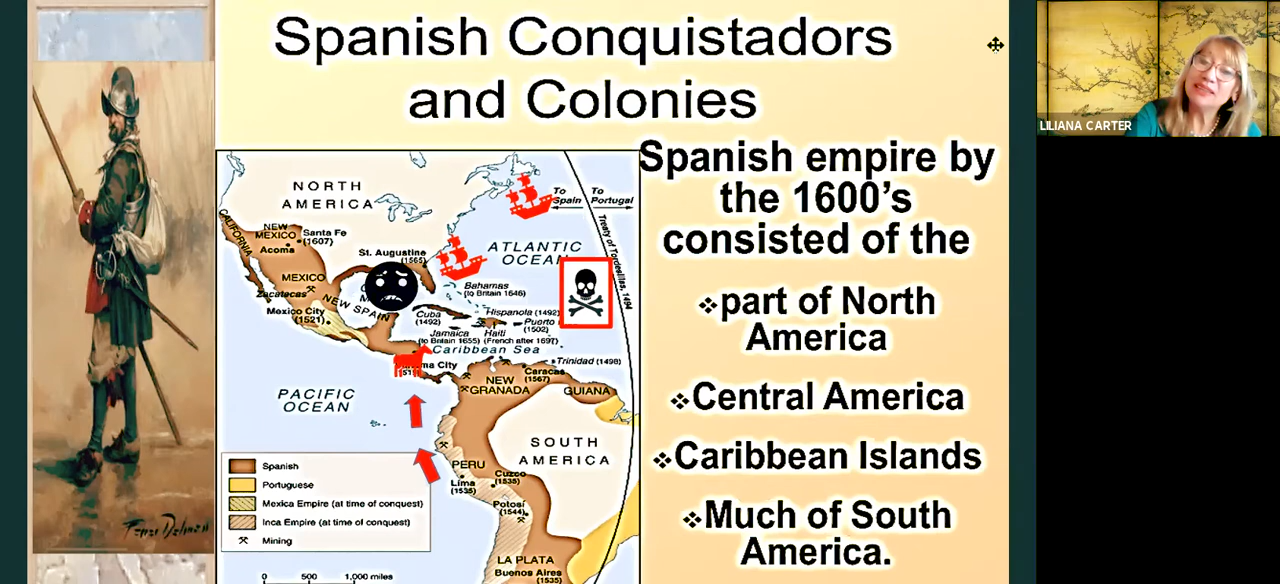 Spanish Conquistadors
and Colonies
Spanish empire by
the 1600's
consisted of the
❖part of North
America
❖Central America
❖Caribbean Islands
❖Much of South
America.
NORTH
AMERICA
To
Spain
To
Portugal
Treaty of Tordesillas, 1494
CALIFORNIA
NEW
MEXICO
Santa Fe
(1607)
Acoma
ATLANTIC
OCEAN
St. Augustine
(1565)
MEXICO
Zacatecas
NEW SPAIN
Mexico City
(1521)
Bahamas
(to Britain 1646)
Cuba
(1492)
Hispanola (1492)
Puerto
(1502)
Jamaica
(to Britain 1655)
Haiti
(French after 1697)
Caribbean Sea
ma City
Trinidad (1498)
Caracas
(1567)
NEW
GRANADA
GUIANA
PACIFIC
OCEAN
SOUTH
AMERICA
PERU
Lima
(1535)
Cuzco
(1535)
Potosí
(1544)
LA PLATA
Buenos Aires
(1535)
Spanish
Portuguese
Mexica Empire (at time of conquest)
Inca Empire (at time of conquest)
Mining
0 500 1,000 miles
LILIANA CARTER